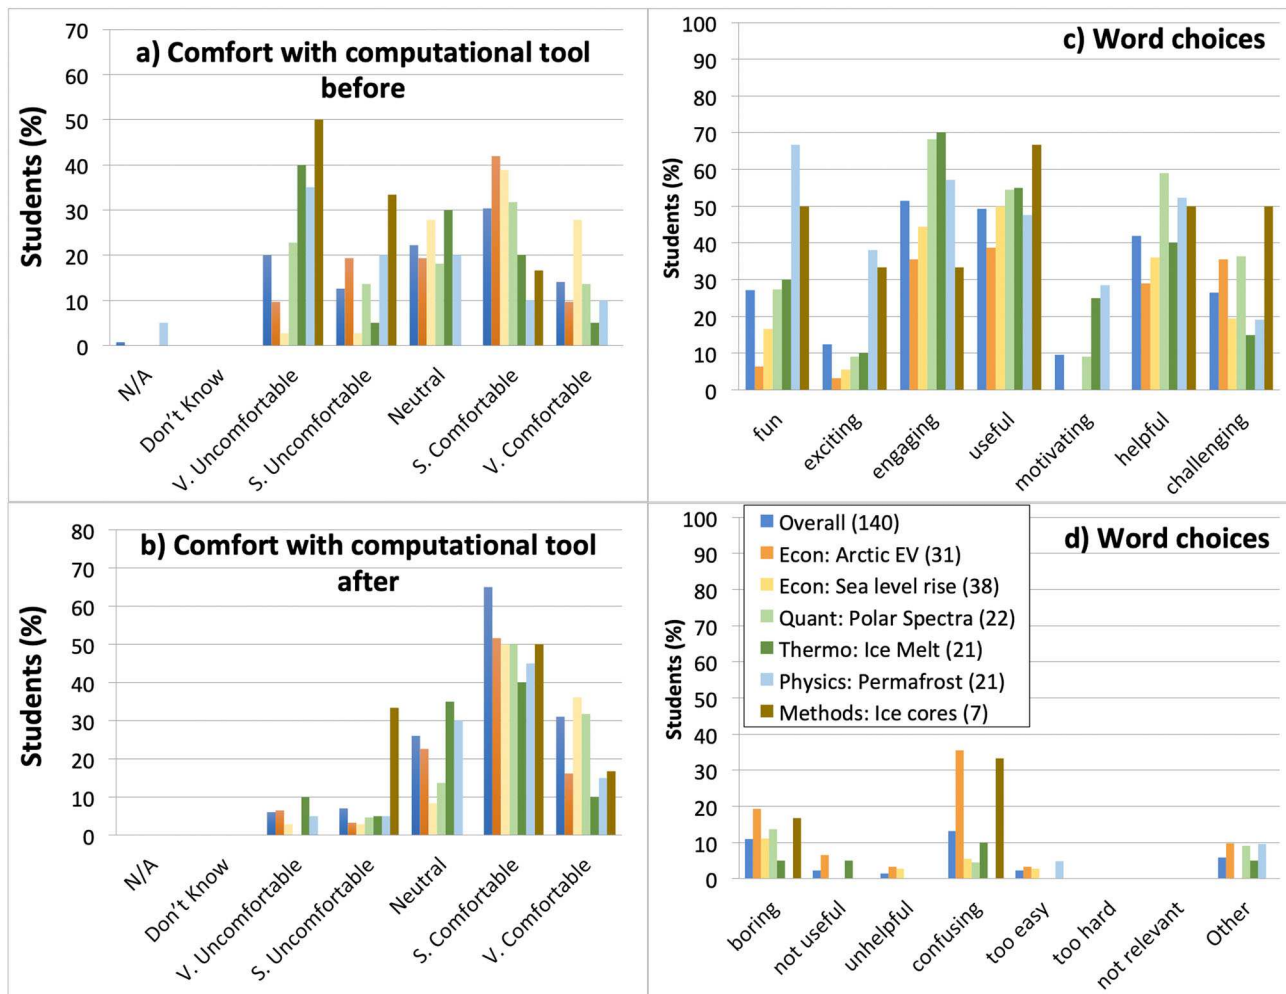 a) Comfort with computational tool
before
Students (%)
70
60
50
40
30
20
10
0
N/A
Don't Know
V. Uncomfortable
S. Uncomfortable
Neutral
S. Comfortable
V. Comfortable
c) Word choices
Students (%)
100
90
80
70
60
50
40
30
20
10
0
fun
exciting
engaging
useful
motivating
helpful
challenging
b) Comfort with computational tool
after
Students (%)
80
70
60
50
40
30
20
10
0
N/A
Don't Know
V. Uncomfortable
S. Uncomfortable
Neutral
S. Comfortable
V. Comfortable
d) Word choices
Students (%)
100
90
80
70
60
50
40
30
20
10
0
Overall (140)
Econ: Arctic EV (31)
Econ: Sea level rise (38)
Quant: Polar Spectra (22)
Thermo: Ice Melt (21)
Physics: Permafrost (21)
Methods: Ice cores (7)
boring
not useful
unhelpful
confusing
too easy
too hard
not relevant
Other